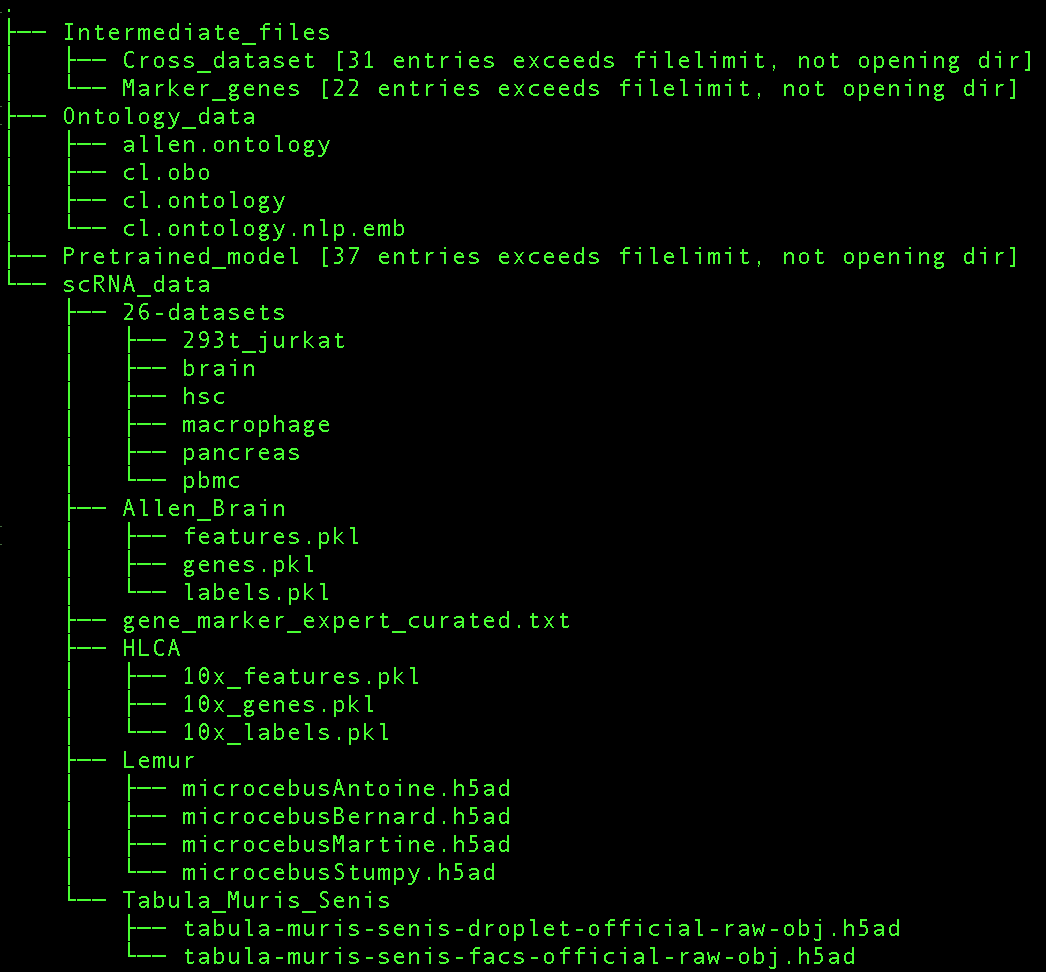 .
├── Intermediate_files
│   ├── Cross_dataset [31 entries exceeds filelimit, not opening dir]
│   └── Marker_genes [22 entries exceeds filelimit, not opening dir]
├── Ontology_data
│   ├── allen.ontology
│   ├── cl.obo
│   ├── cl.ontology
│   └── cl.ontology.nlp.emb
├── Pretrained_model [37 entries exceeds filelimit, not opening dir]
└── scRNA_data
    ├── 26-datasets
    │   ├── 293t_jurkat
    │   ├── brain
    │   ├── hsc
    │   ├── macrophage
    │   ├── pancreas
    │   └── pbmc
    ├── Allen_Brain
    │   ├── features.pkl
    │   ├── genes.pkl
    │   └── labels.pkl
    ├── gene_marker_expert_curated.txt
    ├── HLCA
    │   ├── 10x_features.pkl
    │   ├── 10x_genes.pkl
    │   └── 10x_labels.pkl
    ├── Lemur
    │   ├── microcebusAntoine.h5ad
    │   ├── microcebusBernard.h5ad
    │   ├── microcebusMartine.h5ad
    │   └── microcebusStumpy.h5ad
    └── Tabula_Muris_Senis
        ├── tabula-muris-senis-droplet-official-raw-obj.h5ad
        └── tabula-muris-senis-facs-official-raw-obj.h5ad